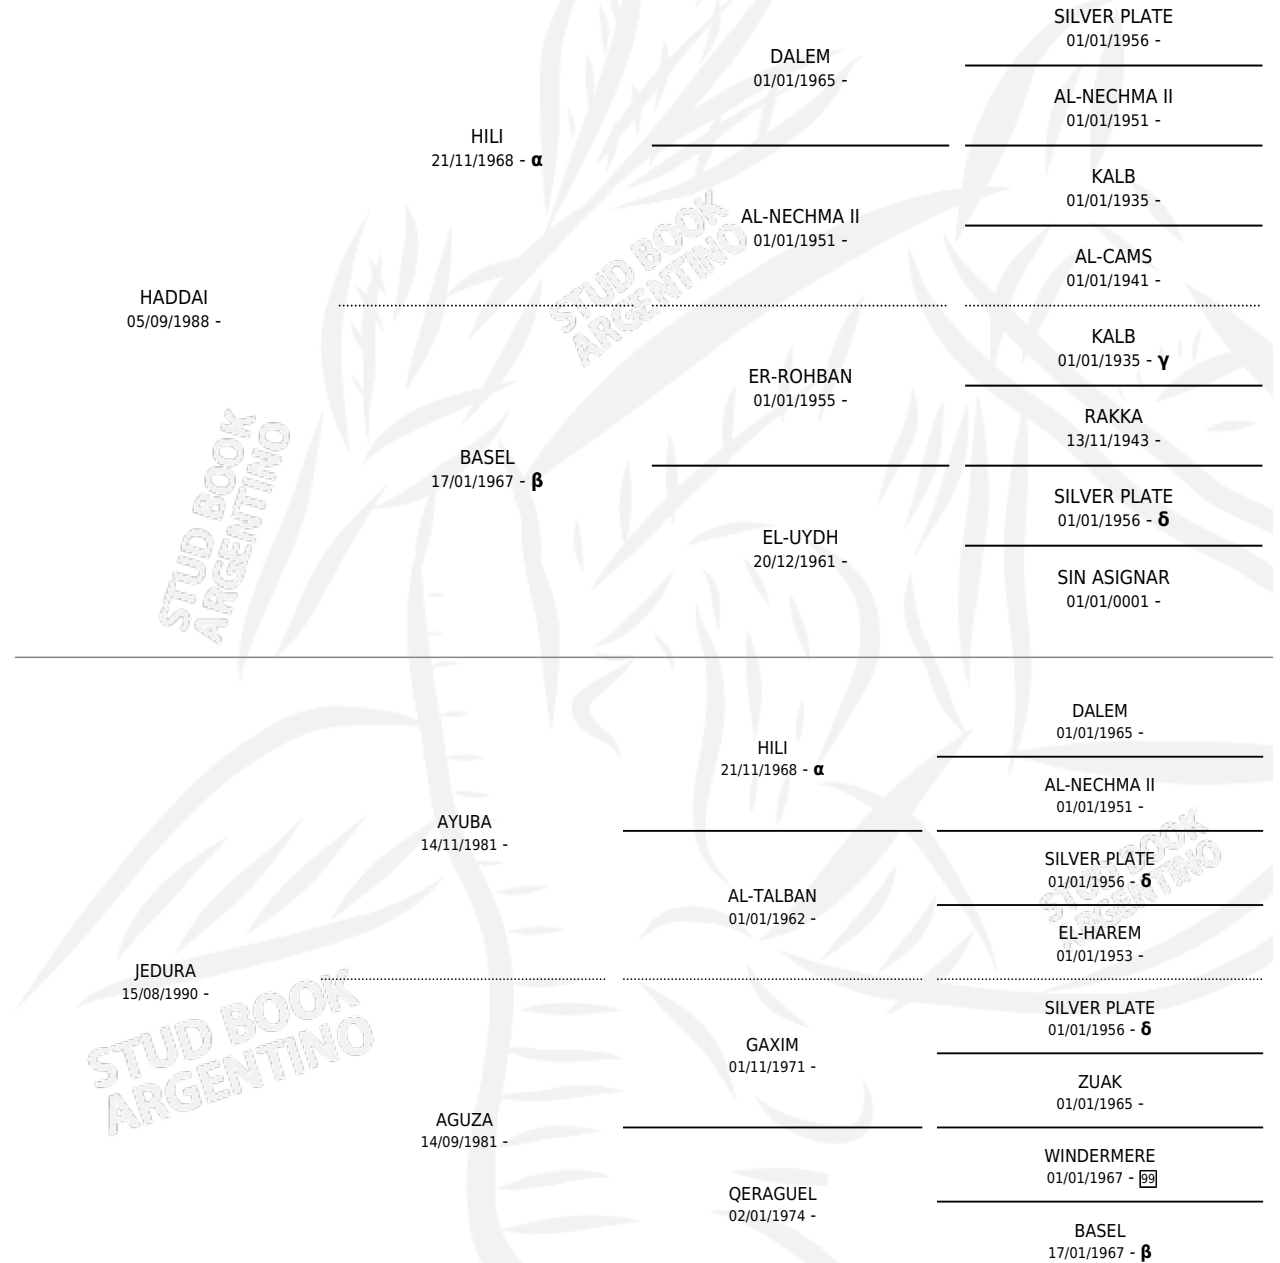 SILVER PLATE
01/01/1956 -
DALEM
01/01/1965 -
AL-NECHMA II
01/01/1951 -
HILI
21/11/1968 - α
KALB
01/01/1935 -
AL-NECHMA II
01/01/1951 -
AL-CAMS
01/01/1941 -
HADDAI
05/09/1988 -
KALB
01/01/1935 - γ
ER-ROHBAN
01/01/1955 -
RAKKA
13/11/1943 -
BASEL
17/01/1967 - β
SILVER PLATE
01/01/1956 - δ
EL-UYDH
20/12/1961 -
SIN ASIGNAR
01/01/0001 -
DALEM
01/01/1965 -
HILI
21/11/1968 - α
AL-NECHMA II
01/01/1951 -
AYUBA
14/11/1981 -
SILVER PLATE
01/01/1956 - δ
AL-TALBAN
01/01/1962 -
EL-HAREM
01/01/1953 -
JEDURA
15/08/1990 -
SILVER PLATE
01/01/1956 - δ
GAXIM
01/11/1971 -
ZUAK
01/01/1965 -
AGUZA
14/09/1981 -
WINDERMERE
01/01/1967 - 99
QERAGUEL
02/01/1974 -
BASEL
17/01/1967 - β
STUD BOOK
ARGENTINO
STUD BOOK
ARGENTINO
STUD BOOK
ARGENTINO
STUD BOOK
ARGENTINO